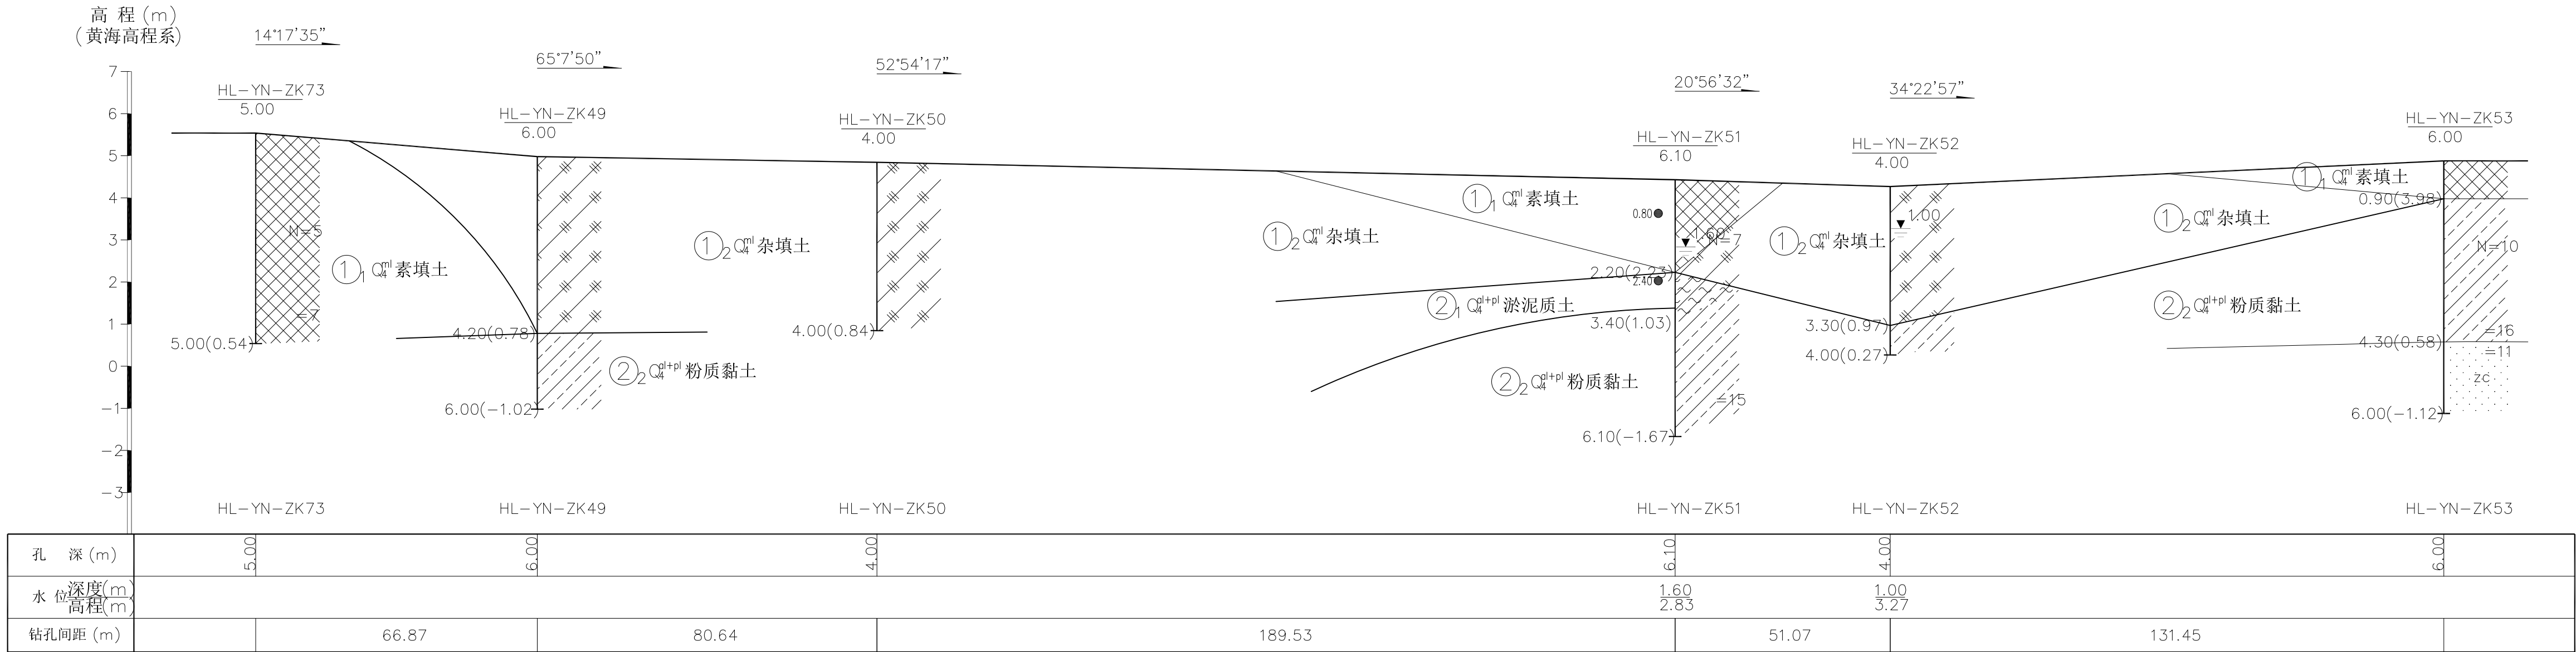 高 程 (m)
(黄海高程系)
14°17'35"
65°7'50"
52°54'17"
20°56'32"
34°22'57"
HL-YN-ZK73
5.00
HL-YN-ZK49
6.00
HL-YN-ZK50
4.00
HL-YN-ZK51
6.10
HL-YN-ZK52
4.00
HL-YN-ZK53
6.00
7
6
5
4
3
2
1
0
-1
-2
-3
N=5
=7
5.00(0.54)
①1 Q4ml 素填土
4.20(0.78)
6.00(-1.02)
①2 Q4ml 杂填土
②2 Q4al+pl 粉质黏土
4.00(0.84)
①2 Q4ml 杂填土
①1 Q4ml 素填土
0.80
1.60
N=7
2.20(2.23)
2.40
②1 Q4al+pl 淤泥质土
3.40(1.03)
②2 Q4al+pl 粉质黏土
=15
6.10(-1.67)
①2 Q4ml 杂填土
1.00
3.30(0.97)
4.00(0.27)
①1 Q4ml 素填土
0.90(3.98)
①2 Q4ml 杂填土
N=10
②2 Q4al+pl 粉质黏土
=16
4.30(0.58)
=11
zc
6.00(-1.12)
HL-YN-ZK73 HL-YN-ZK49 HL-YN-ZK50 HL-YN-ZK51 HL-YN-ZK52 HL-YN-ZK53
孔 深 (m) 5.00 6.00 4.00 6.10 4.00 6.00
水 位 深度(m) 1.60 1.00
高程(m) 2.83 3.27
钻孔间距 (m) 66.87 80.64 189.53 51.07 131.45